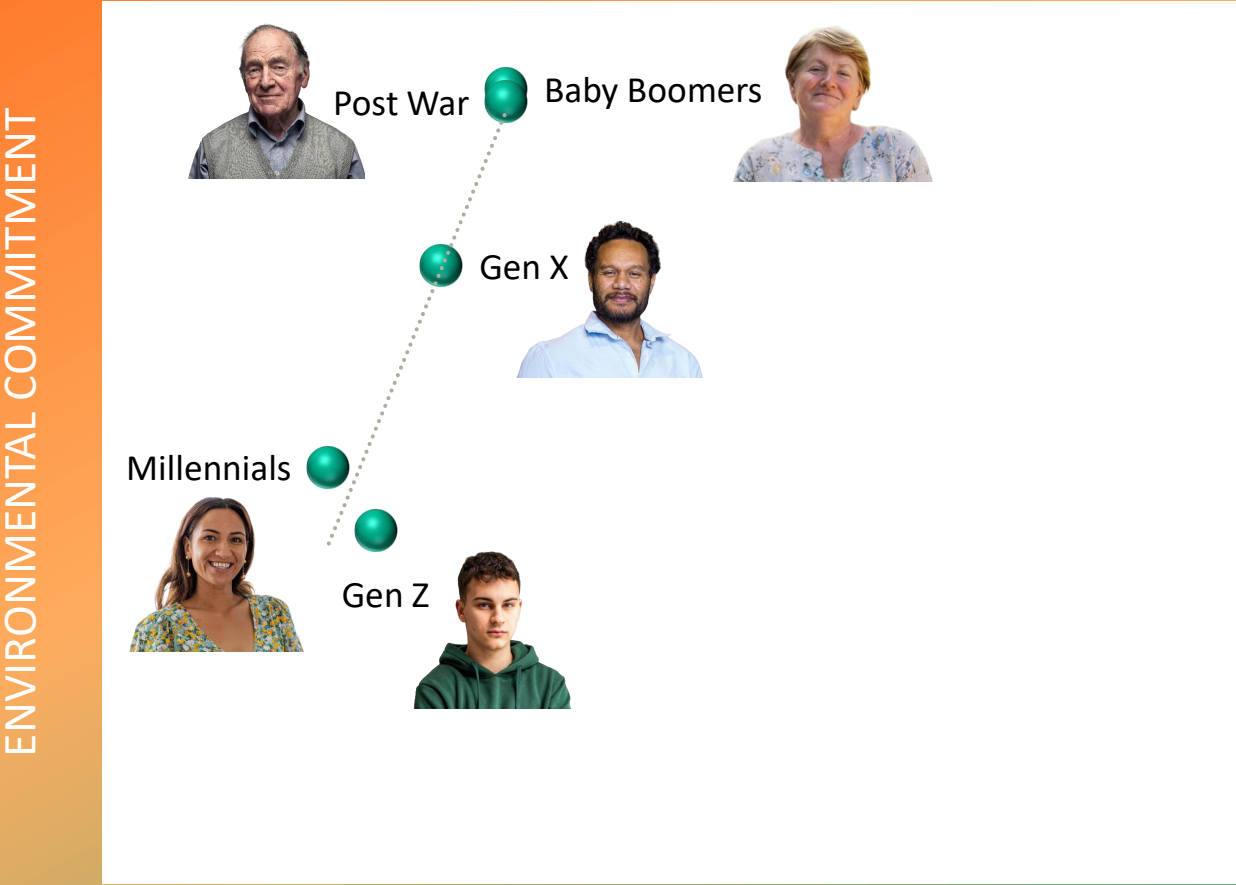 ENVIRONMENTAL COMMITMENT
Post War
Baby Boomers
Gen X
Millennials
Gen Z